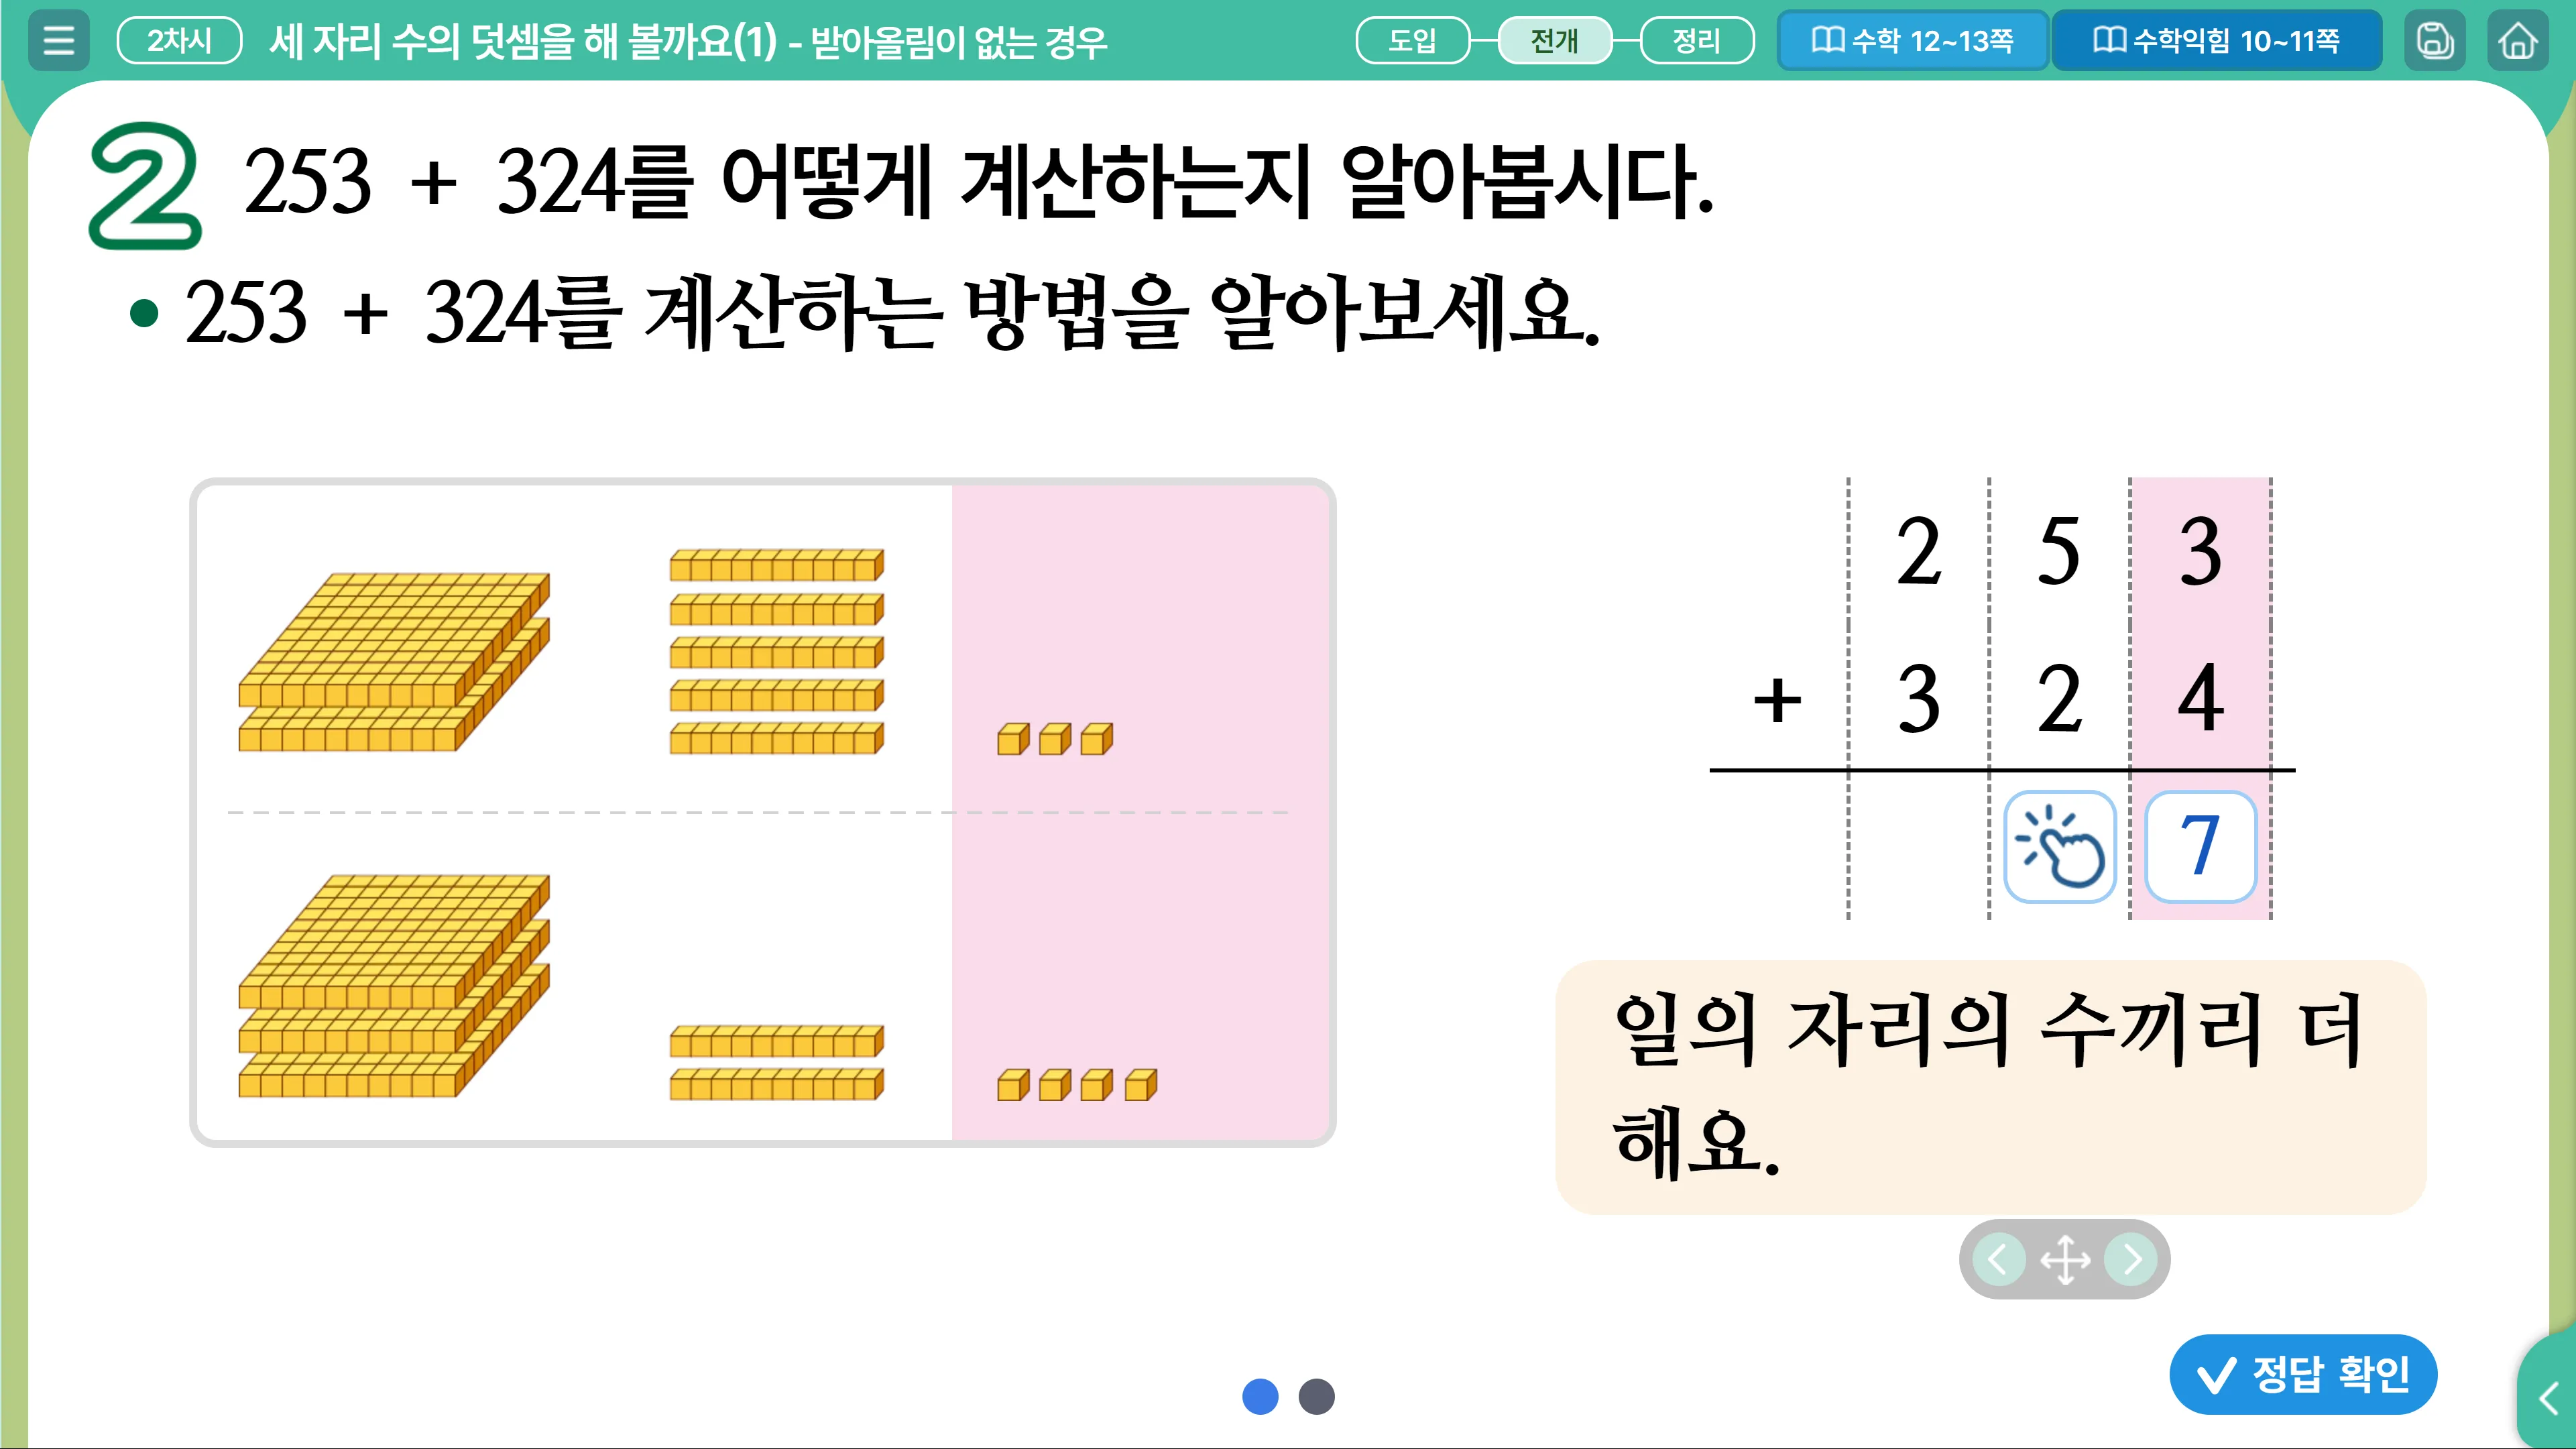 2차시
세 자리 수의 덧셈을 해 볼까요(1) - 받아올림이 없는 경우
도입
전개
정리
수학 12~13쪽
수학익힘 10~11쪽
2
253 + 324를 어떻게 계산하는지 알아봅시다.
• 253 + 324를 계산하는 방법을 알아보세요.
2 5 3
+ 3 2 4
7
일의 자리의 수끼리 더
해요.
정답 확인